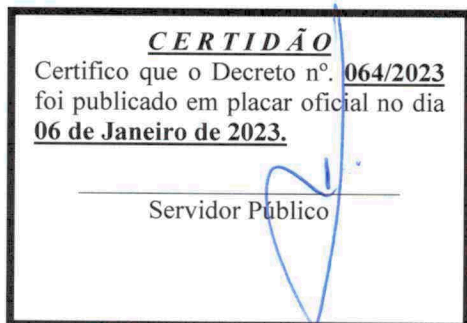 CERTIDÃO
Certifico que o Decreto nº. 064/2023
foi publicado em placar oficial no dia
06 de Janeiro de 2023.
Servidor Público